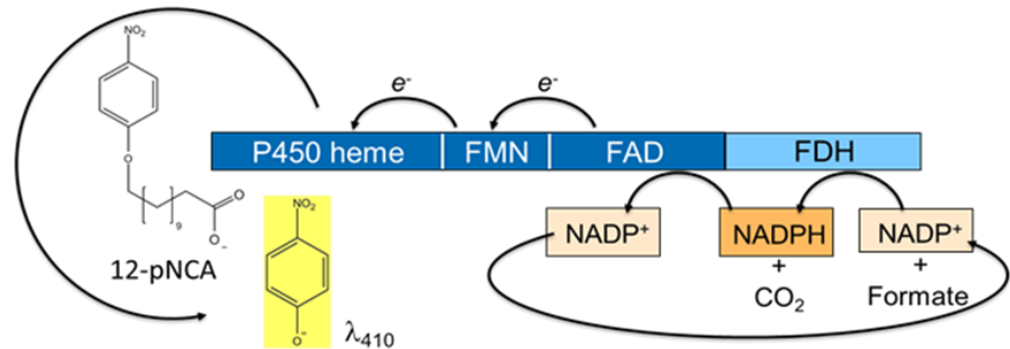 NO₂
O
9
O
O⁻
12-pNCA
NO₂
O⁻
λ₄₁₀
e⁻
e⁻
P450 heme
FMN
FAD
FDH
NADP⁺
NADPH
+
CO₂
NADP⁺
+
Formate